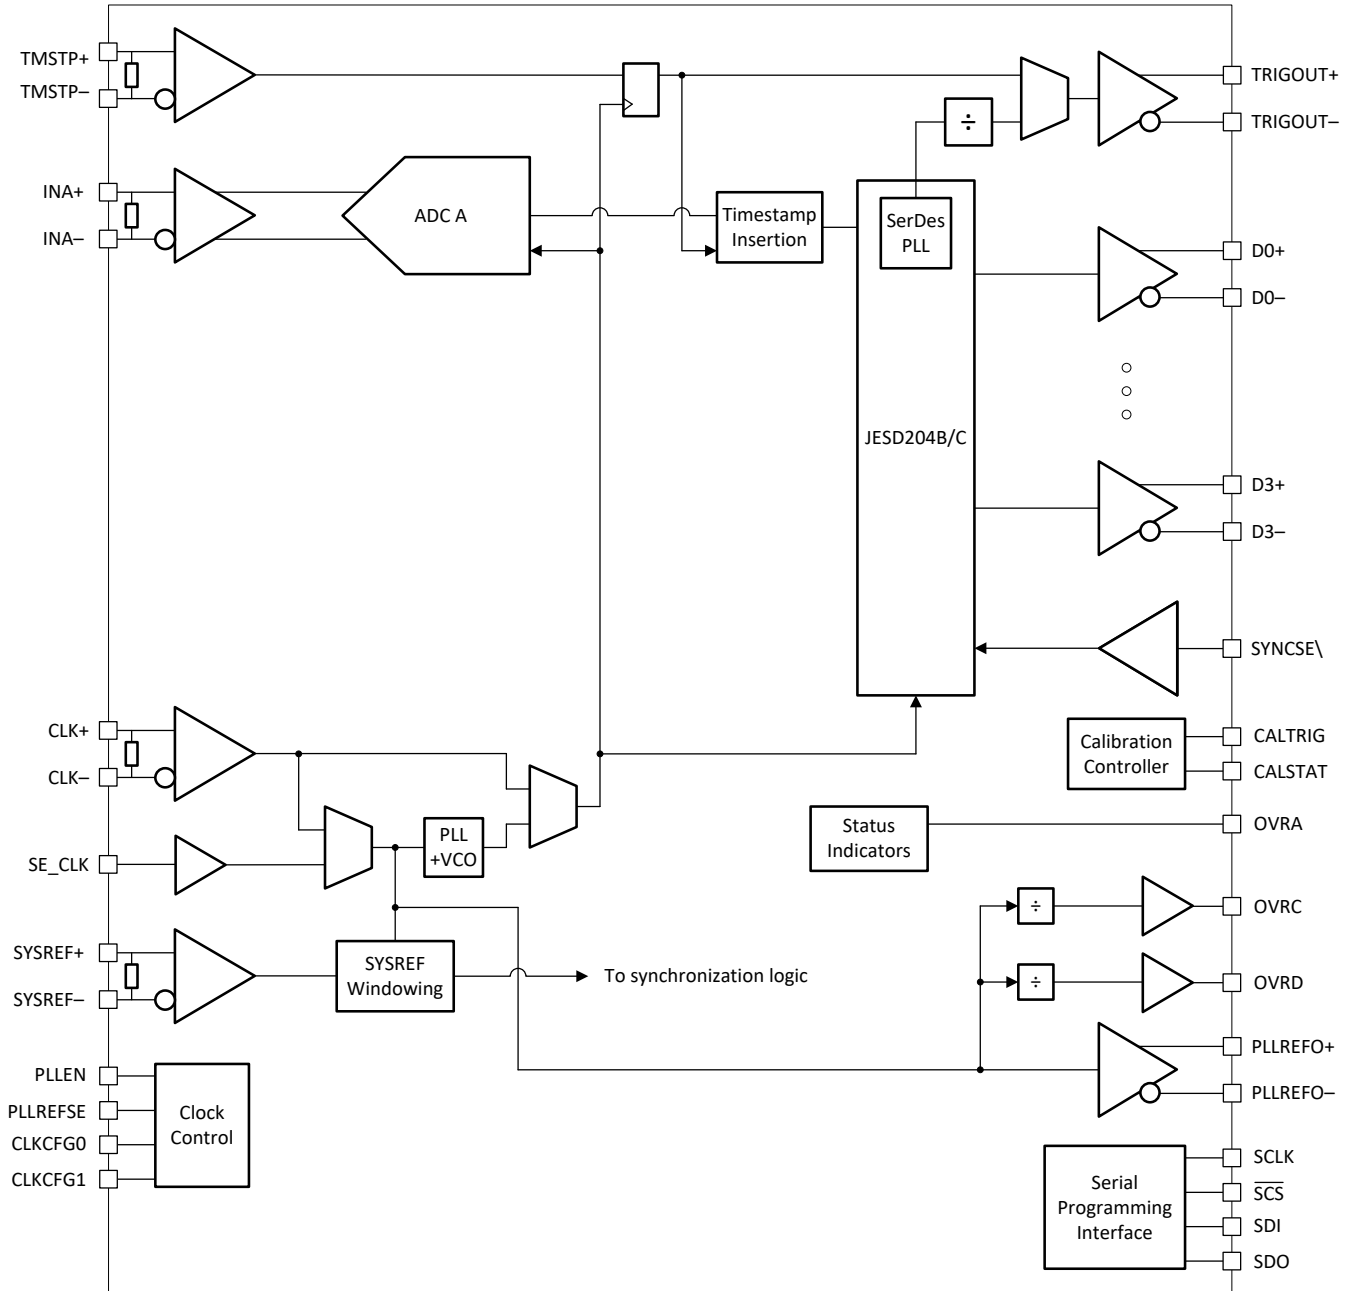 TMSTP+
TMSTP–
TRIGOUT+
TRIGOUT–
÷
INA+
INA–
ADC A
Timestamp
Insertion
SerDes
PLL
D0+
D0–
JESD204B/C
D3+
D3–
SYNCSE\
CLK+
CLK–
Calibration
Controller
CALTRIG
CALSTAT
SE_CLK
PLL
+VCO
Status
Indicators
OVRA
÷
OVRC
SYSREF+
SYSREF–
SYSREF
Windowing
To synchronization logic
÷
OVRD
PLLREFO+
PLLREFO–
PLLEN
PLLREFSE
CLKCFG0
CLKCFG1
Clock
Control
Serial
Programming
Interface
SCLK
SCS
SDI
SDO